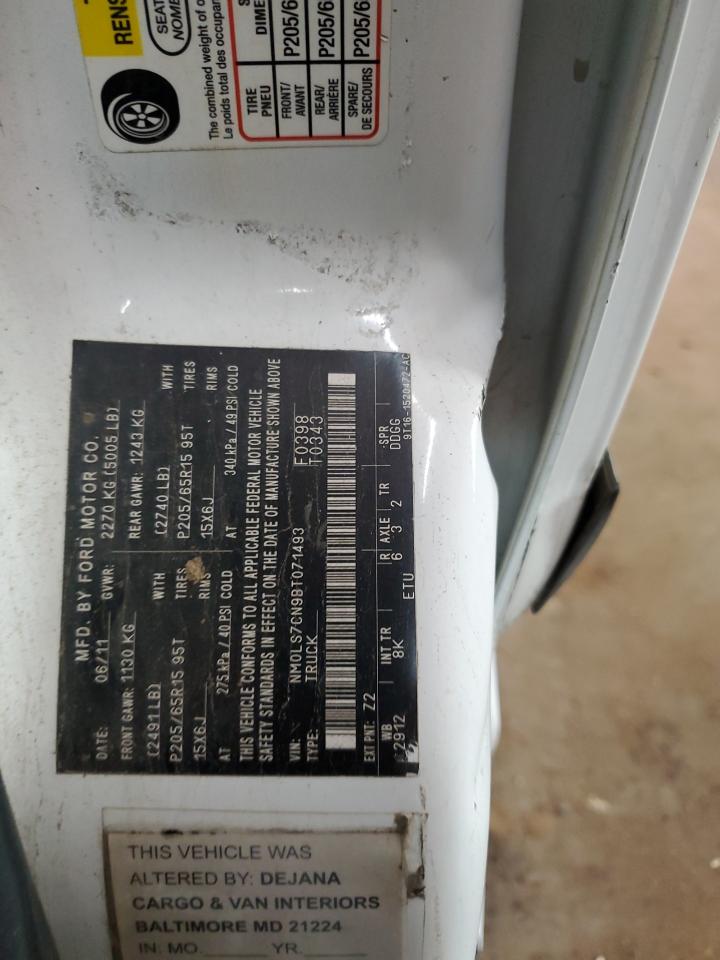 RENS
SEAT
NOMB
The combined weight of o
Le poids total des occupan
TIRE
PNEU
DIME
FRONT/
AVANT
P205/6
REAR/
ARRIÈRE
P205/6
SPARE/
DE SECOURS
P205/6
MFD. BY FORD MOTOR CO.
DATE: 06/11 GVWR: 2270 KG (5005 LB)
FRONT GAWR: 1130 KG REAR GAWR: 1243 KG
(2491 LB) WITH (2740 LB) WITH
P205/65R15 95T TIRES P205/65R15 95T TIRES
15X6J RIMS 15X6J RIMS
AT 275 kPa / 40 PSI COLD AT 340 kPa / 49 PSI COLD
THIS VEHICLE CONFORMS TO ALL APPLICABLE FEDERAL MOTOR VEHICLE
SAFETY STANDARDS IN EFFECT ON THE DATE OF MANUFACTURE SHOWN ABOVE
VIN: NM0LS7CN9BT071493 F0398
TYPE: TRUCK T0343
EXT PNT: Z2
WB INT TR R AXLE TR SPR
2912 8K 6 3 2 DDGG
ETU 9T16-1520472-AC
THIS VEHICLE WAS
ALTERED BY: DEJANA
CARGO & VAN INTERIORS
BALTIMORE MD 21224
IN: MO. YR.